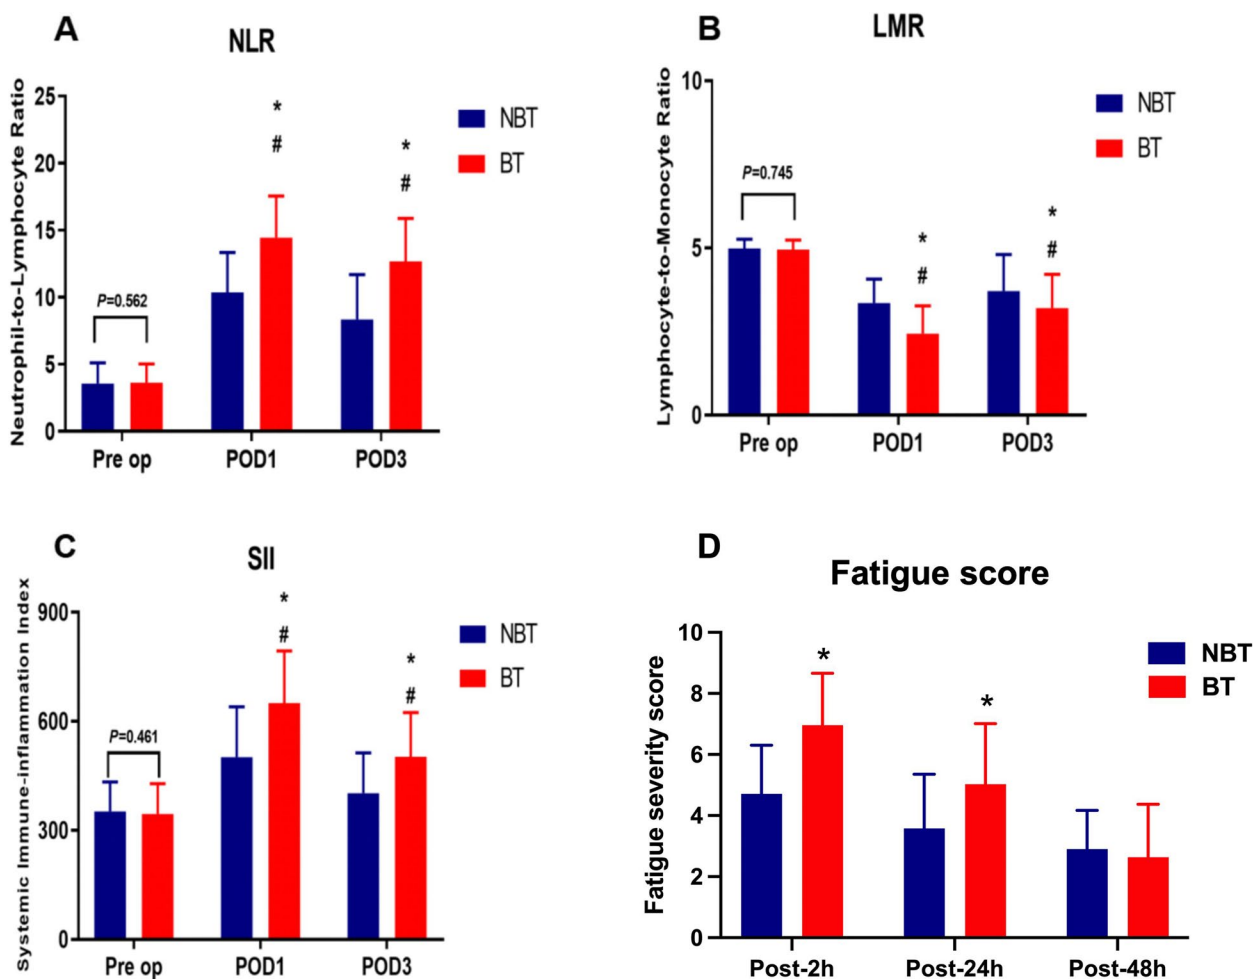 A
NLR
Neutrophil-to-Lymphocyte Ratio
25
20
15
10
5
0
P=0.562
*
#
*
#
NBT
BT
Pre op
POD1
POD3
B
LMR
Lymphocyte-to-Monocyte Ratio
10
5
0
P=0.745
*
#
*
#
NBT
BT
Pre op
POD1
POD3
C
SII
Systemic Immune-inflammation Index
900
600
300
0
P=0.461
*
#
*
#
NBT
BT
Pre op
POD1
POD3
D
Fatigue score
Fatigue severity score
10
8
6
4
2
0
*
*
NBT
BT
Post-2h
Post-24h
Post-48h